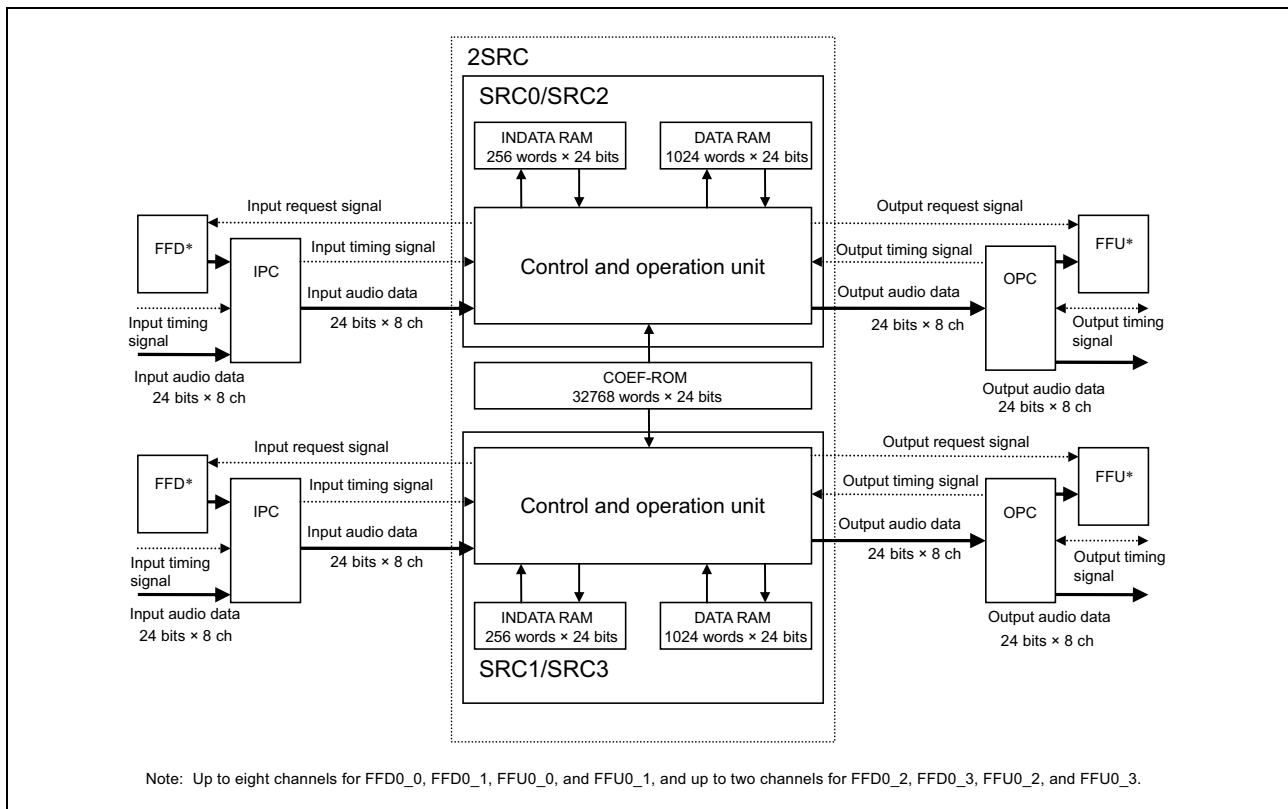 2SRC
SRC0/SRC2
INDATA RAM
256 words × 24 bits
DATA RAM
1024 words × 24 bits
Input request signal
Output request signal
FFD*
IPC
Input timing signal
Control and operation unit
Output timing signal
OPC
FFU*
Input audio data
24 bits × 8 ch
Output audio data
24 bits × 8 ch
Input timing
signal
Output timing
signal
Input audio data
24 bits × 8 ch
COEF-ROM
32768 words × 24 bits
Output audio data
24 bits × 8 ch
Input request signal
Output request signal
FFD*
IPC
Input timing signal
Control and operation unit
Output timing signal
OPC
FFU*
Input audio data
24 bits × 8 ch
Output audio data
24 bits × 8 ch
Input timing
signal
Output timing
signal
Input audio data
24 bits × 8 ch
INDATA RAM
256 words × 24 bits
DATA RAM
1024 words × 24 bits
Output audio data
24 bits × 8 ch
SRC1/SRC3
Note: Up to eight channels for FFD0_0, FFD0_1, FFU0_0, and FFU0_1, and up to two channels for FFD0_2, FFD0_3, FFU0_2, and FFU0_3.